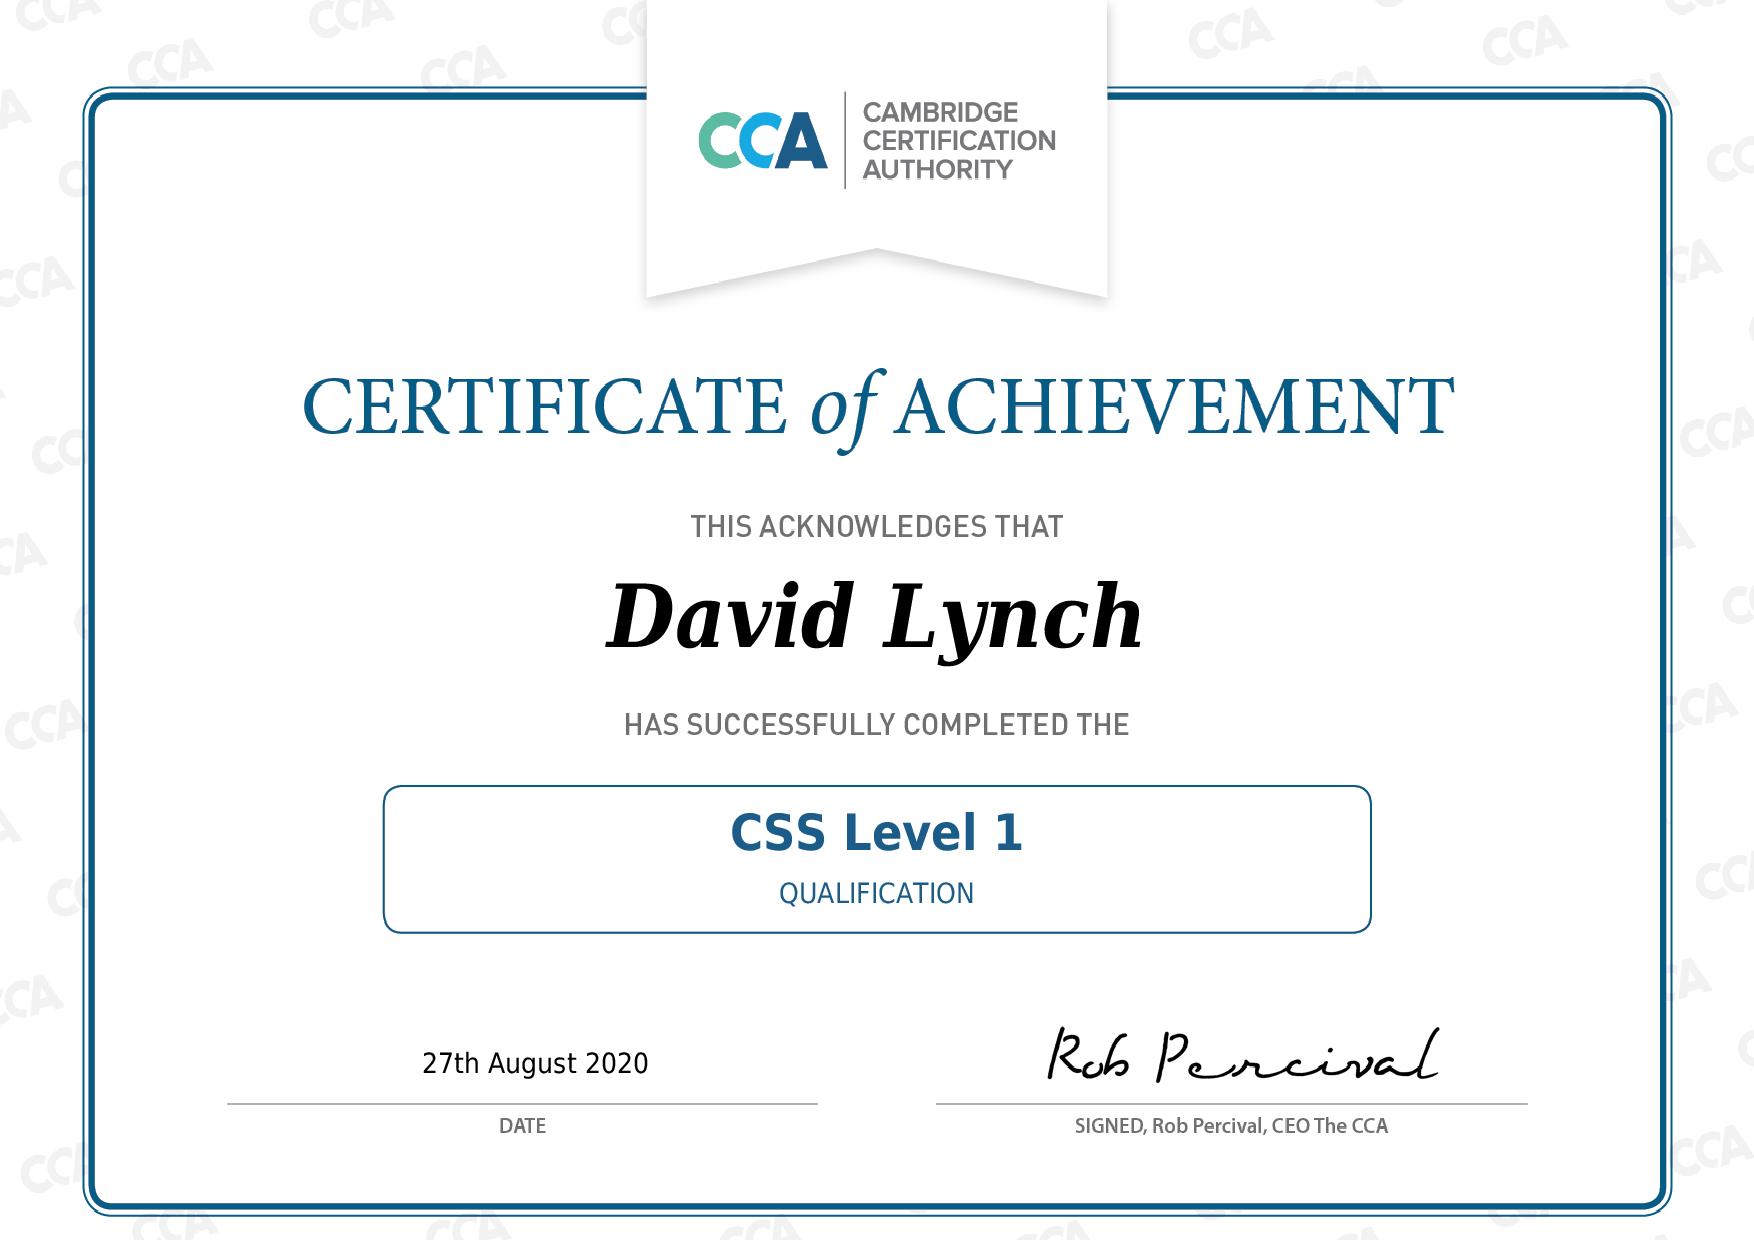 CCA
CAMBRIDGE
CERTIFICATION
AUTHORITY
CERTIFICATE of ACHIEVEMENT
THIS ACKNOWLEDGES THAT
David Lynch
HAS SUCCESSFULLY COMPLETED THE
CSS Level 1
QUALIFICATION
27th August 2020
Rob Percival
DATE
SIGNED, Rob Percival, CEO The CCA